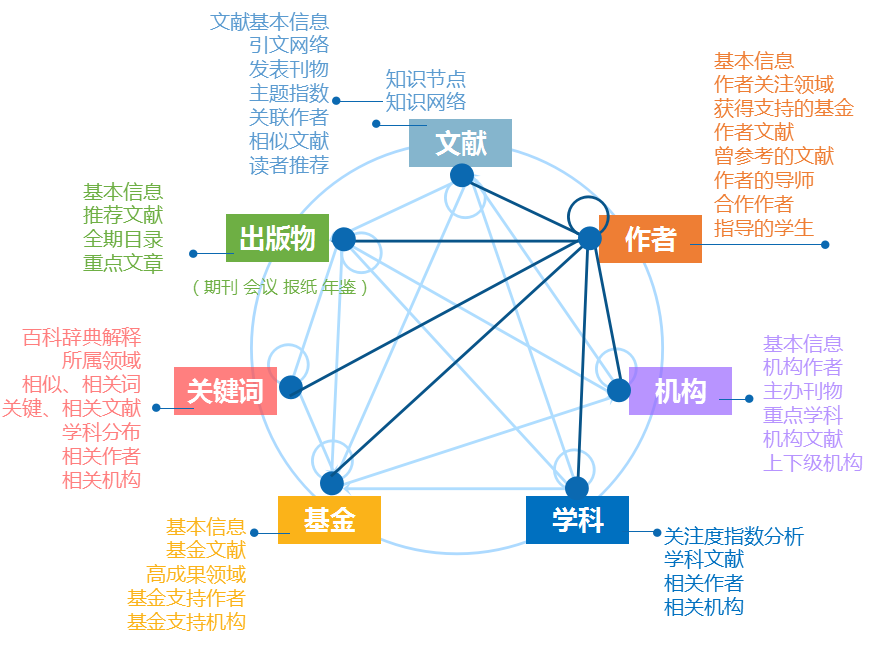 文献基本信息
引文网络
发表刊物
主题指数
关联作者
相似文献
读者推荐
知识节点
知识网络
文献
基本信息
作者关注领域
获得支持的基金
作者文献
曾参考的文献
作者的导师
合作作者
指导的学生
作者
基本信息
推荐文献
全期目录
重点文章
出版物
（期刊 会议 报纸 年鉴）
百科辞典解释
所属领域
相似、相关词
关键、相关文献
学科分布
相关作者
相关机构
关键词
基本信息
机构作者
主办刊物
重点学科
机构文献
上下级机构
机构
基金
基本信息
基金文献
高成果领域
基金支持作者
基金支持机构
学科
关注度指数分析
学科文献
相关作者
相关机构